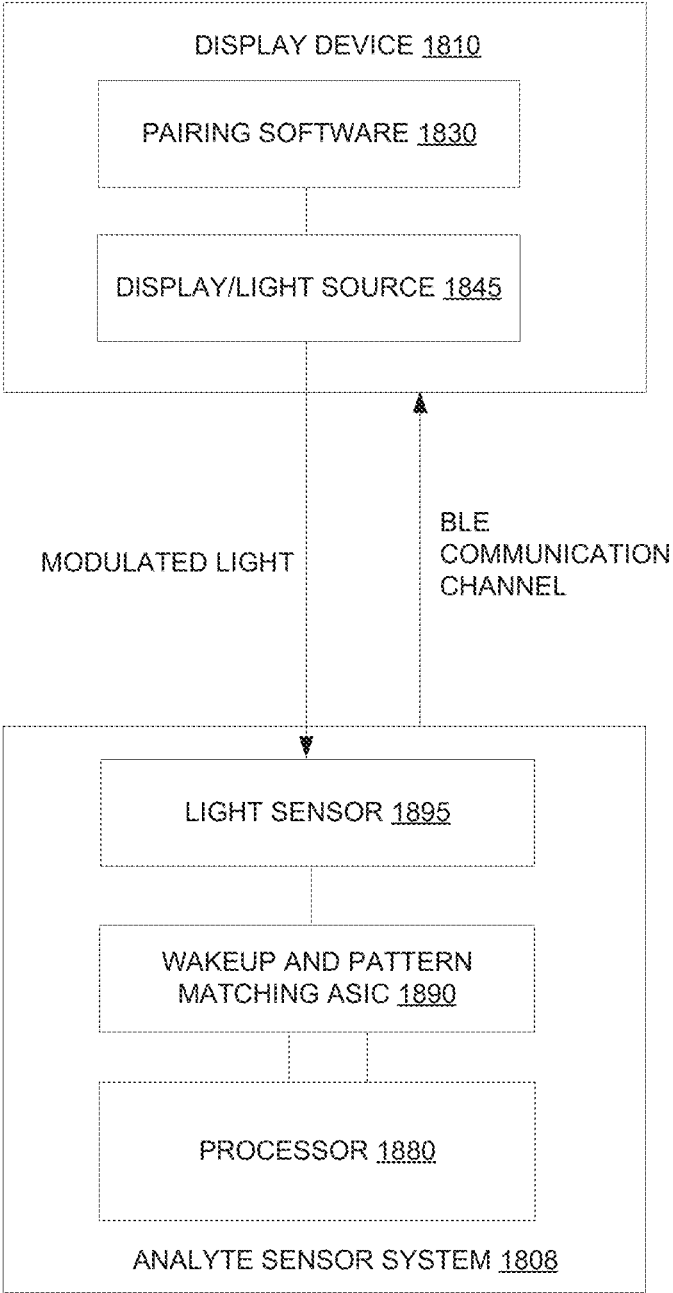 DISPLAY DEVICE 1810
PAIRING SOFTWARE 1830
DISPLAY/LIGHT SOURCE 1845
MODULATED LIGHT
BLE
COMMUNICATION
CHANNEL
LIGHT SENSOR 1895
WAKEUP AND PATTERN
MATCHING ASIC 1890
PROCESSOR 1880
ANALYTE SENSOR SYSTEM 1808